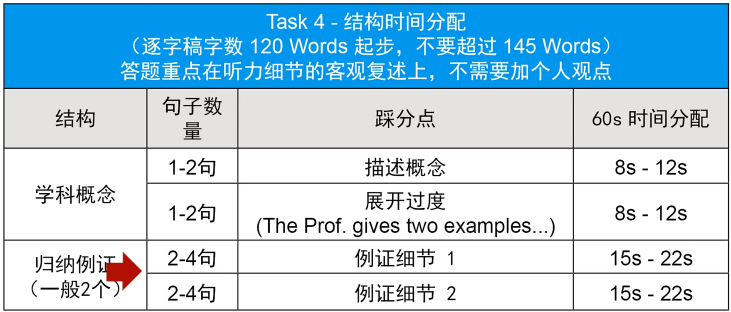 Task 4 - 结构时间分配
（逐字稿字数 120 Words 起步，不要超过 145 Words）
答题重点在听力细节的客观复述上，不需要加个人观点
结构
句子数
量
踩分点
60s 时间分配
学科概念
1-2句
描述概念
8s - 12s
1-2句
展开过度
(The Prof. gives two examples...)
8s - 12s
归纳例证
（一般2个）
2-4句
例证细节 1
15s - 22s
2-4句
例证细节 2
15s - 22s